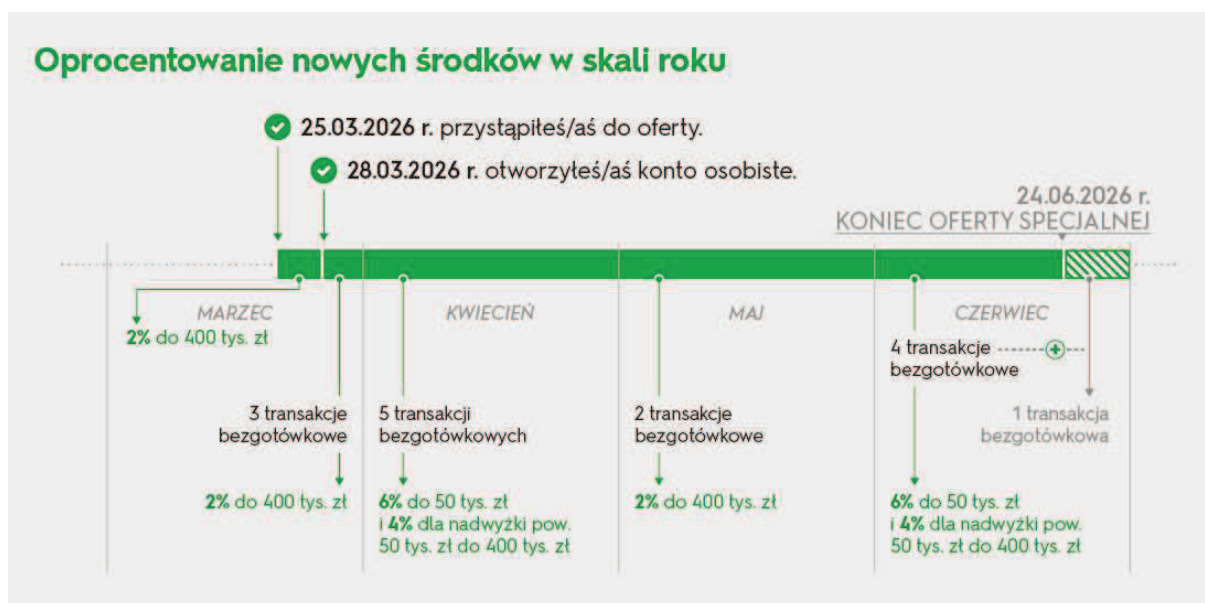 Oprocentowanie nowych środków w skali roku
25.03.2026 r. przystąpiłeś/aś do oferty.
28.03.2026 r. otworzyłeś/aś konto osobiste.
24.06.2026 r.
KONIEC OFERTY SPECJALNEJ
MARZEC
KWIECIEŃ
MAJ
CZERWIEC
2% do 400 tys. zł
3 transakcje
bezgotówkowe
2% do 400 tys. zł
5 transakcji
bezgotówkowych
6% do 50 tys. zł
i 4% dla nadwyżki pow.
50 tys. zł do 400 tys. zł
2 transakcje
bezgotówkowe
2% do 400 tys. zł
4 transakcje
bezgotówkowe
1 transakcja
bezgotówkowa
6% do 50 tys. zł
i 4% dla nadwyżki pow.
50 tys. zł do 400 tys. zł